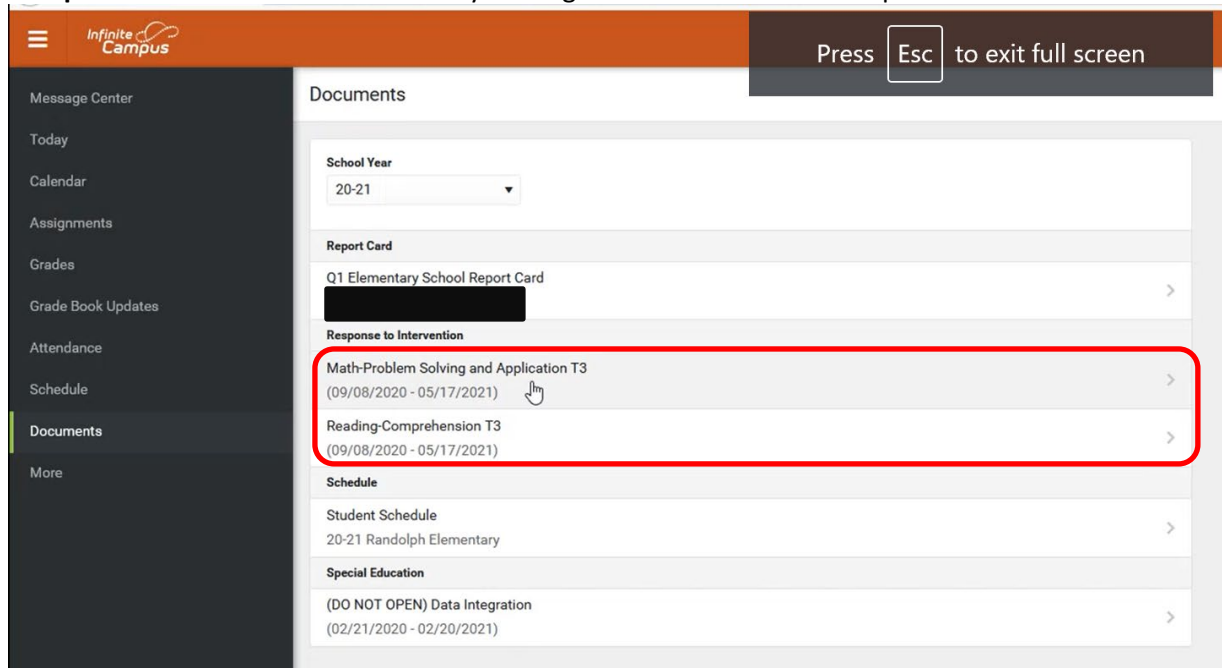 Infinite
Campus
Press Esc to exit full screen
Message Center
Today
Calendar
Assignments
Grades
Grade Book Updates
Attendance
Schedule
Documents
More
Documents
School Year
20-21
Report Card
Q1 Elementary School Report Card
Response to Intervention
Math-Problem Solving and Application T3
(09/08/2020 - 05/17/2021)
Reading-Comprehension T3
(09/08/2020 - 05/17/2021)
Schedule
Student Schedule
20-21 Randolph Elementary
Special Education
(DO NOT OPEN) Data Integration
(02/21/2020 - 02/20/2021)